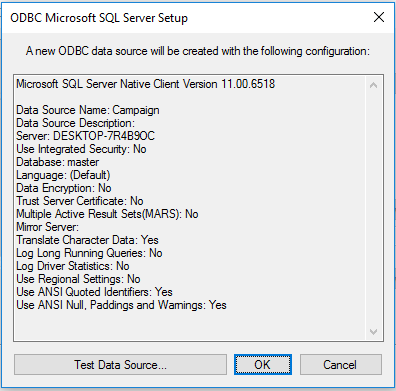 ODBC Microsoft SQL Server Setup
A new ODBC data source will be created with the following configuration:
Microsoft SQL Server Native Client Version 11.00.6518
Data Source Name: Campaign
Data Source Description:
Server: DESKTOP-7R4B9OC
Use Integrated Security: No
Database: master
Language: (Default)
Data Encryption: No
Trust Server Certificate: No
Multiple Active Result Sets(MARS): No
Mirror Server:
Translate Character Data: Yes
Log Long Running Queries: No
Log Driver Statistics: No
Use Regional Settings: No
Use ANSI Quoted Identifiers: Yes
Use ANSI Null, Paddings and Warnings: Yes
Test Data Source... OK Cancel